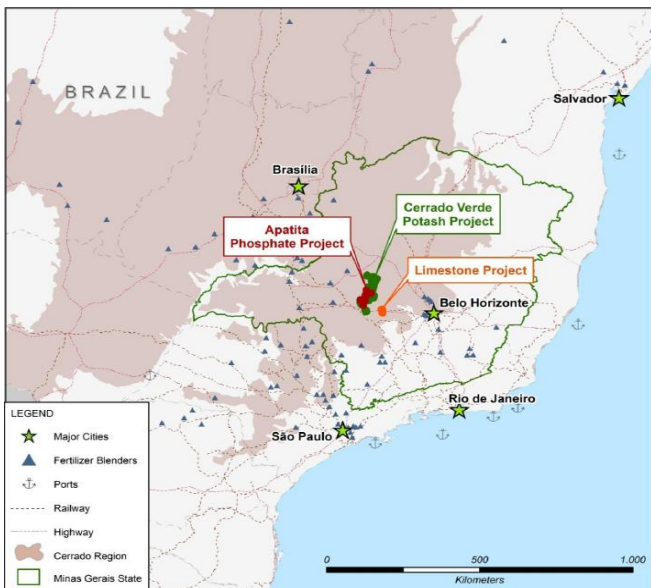 BRAZIL
Salvador
Brasília
Cerrado Verde
Potash Project
Apatita
Phosphate Project
Limestone Project
Belo Horizonte
Rio de Janeiro
São Paulo
LEGEND
Major Cities
Fertilizer Blenders
Ports
Railway
Highway
Cerrado Region
Minas Gerais State
0
500
1.000
Kilometers